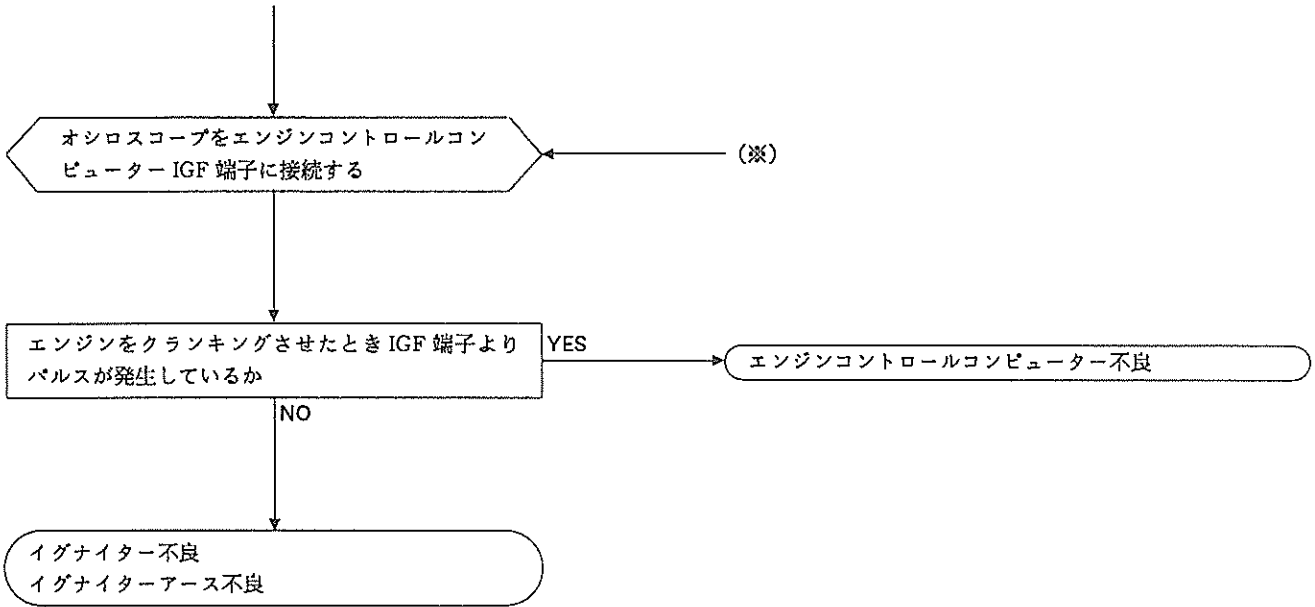 オシロスコープをエンジンコントロールコン
ピューター IGF 端子に接続する
(※)
エンジンをクランキングさせたとき IGF 端子より
パルスが発生しているか
YES
エンジンコントロールコンピューター不良
NO
イグナイター不良
イグナイターアース不良